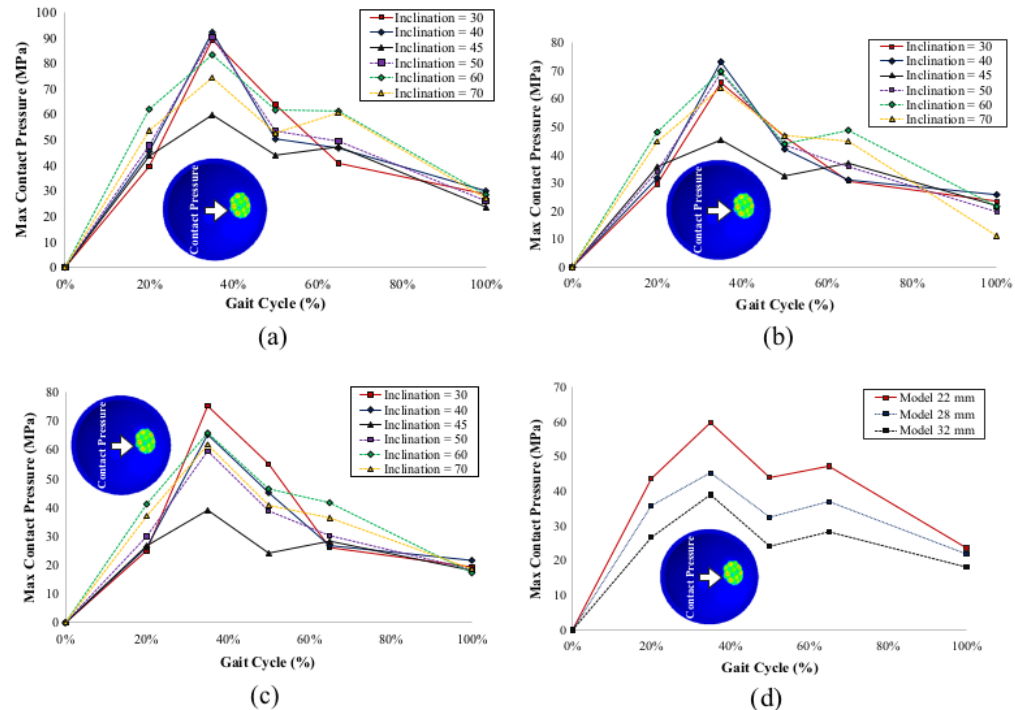 100
90
80
70
60
50
40
30
20
10
0
Max Contact Pressure (MPa)
0% 20% 40% 60% 80% 100%
Gait Cycle (%)
Inclination = 30
Inclination = 40
Inclination = 45
Inclination = 50
Inclination = 60
Inclination = 70
Contact Pressure
(a)
80
70
60
50
40
30
20
10
0
Max Contact Pressure (MPa)
0% 20% 40% 60% 80% 100%
Gait Cycle (%)
Inclination = 30
Inclination = 40
Inclination = 45
Inclination = 50
Inclination = 60
Inclination = 70
Contact Pressure
(b)
80
70
60
50
40
30
20
10
0
Max Contact Pressure (MPa)
0% 20% 40% 60% 80% 100%
Gait Cycle (%)
Inclination = 30
Inclination = 40
Inclination = 45
Inclination = 50
Inclination = 60
Inclination = 70
Contact Pressure
(c)
70
60
50
40
30
20
10
0
Max Contact Pressure (MPa)
0% 20% 40% 60% 80% 100%
Gait Cycle (%)
Model 22 mm
Model 28 mm
Model 32 mm
Contact Pressure
(d)